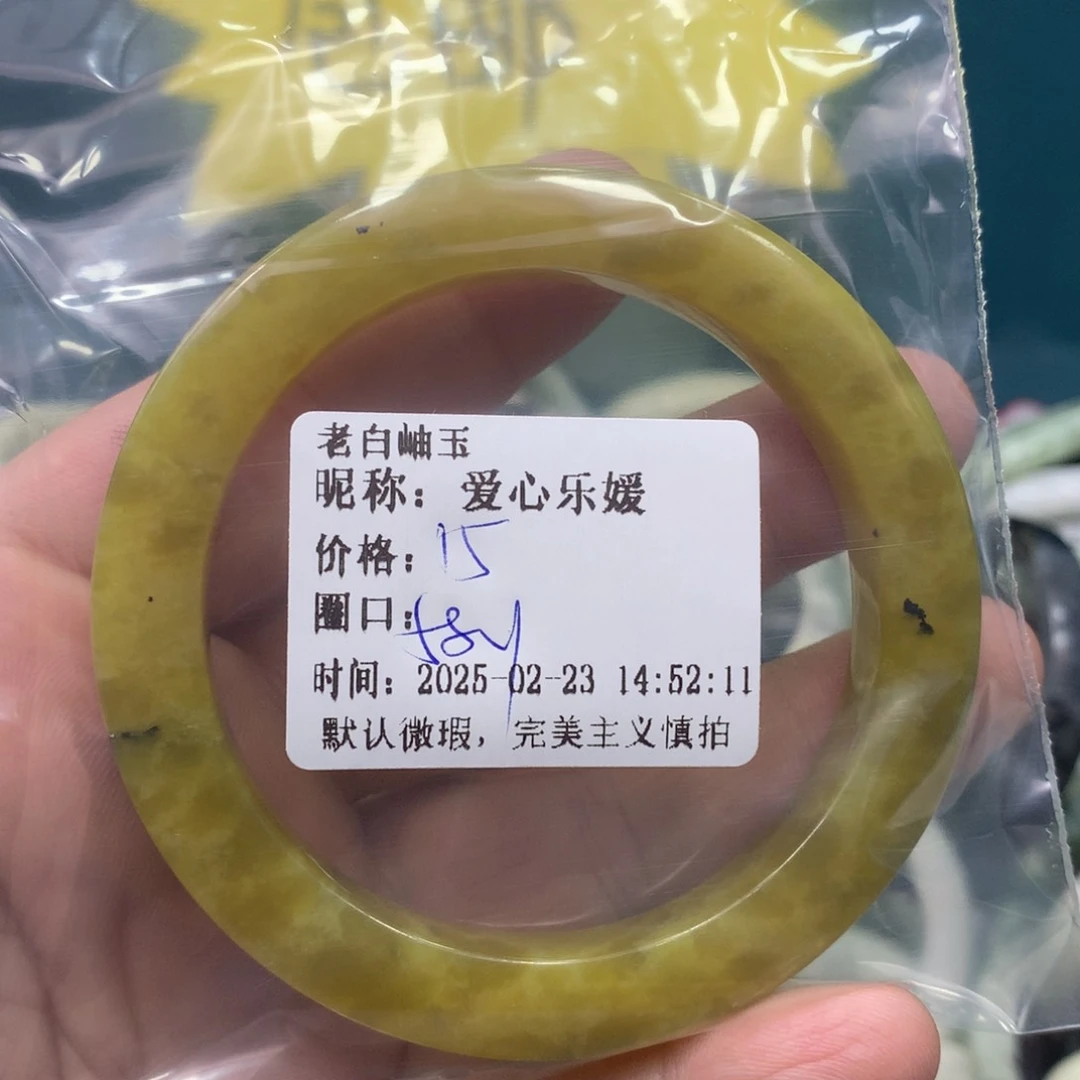 老白岫玉
昵称：爱心乐媛
价格：15
圈口：58
时间：2025-02-23 14:52:11
默认微瑕，完美主义慎拍